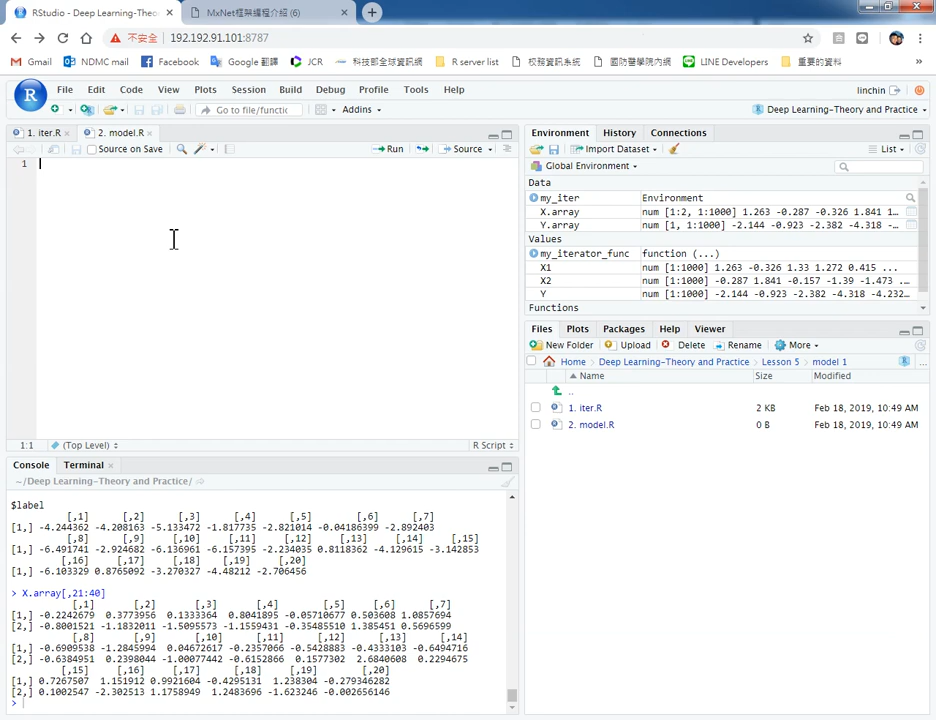 RStudio - Deep Learning-Theo
MxNet框架編程介紹 (6)
不安全
192.192.91.101:8787
Gmail
NDMC mail
Facebook
Google 翻譯
JCR
科技部全球資訊網
R server list
校務資訊系統
國防醫學院內網
LINE Developers
重要的資料
File Edit Code View Plots Session Build Debug Profile Tools Help
linchin
Go to file/functic
Addins
Deep Learning-Theory and Practice
1. iter.R
2. model.R
Source on Save
Run
Source
1
1:1
(Top Level)
R Script
Console
Terminal
~/Deep Learning-Theory and Practice/
$label
[,1] [,2] [,3] [,4] [,5] [,6] [,7]
[1,] -4.244362 -4.208163 -5.133472 -1.817735 -2.821014 -0.04186399 -2.892403
[,8] [,9] [,10] [,11] [,12] [,13] [,14] [,15]
[1,] -6.491741 -2.924682 -6.136961 -6.157395 -2.234035 0.8118362 -4.129615 -3.142853
[,16] [,17] [,18] [,19] [,20]
[1,] -6.103329 0.8765092 -3.270327 -4.48212 -2.706456
> X.array[,21:40]
[,1] [,2] [,3] [,4] [,5] [,6] [,7]
[1,] -0.2242679 0.3773956 0.1333364 0.8041895 -0.05710677 0.503608 1.0857694
[2,] -0.8001521 -1.1832011 -1.5095573 -1.1559431 -0.35485510 1.385451 0.5696599
[,8] [,9] [,10] [,11] [,12] [,13] [,14]
[1,] -0.6909538 -1.2845994 0.04672617 -0.2357066 -0.5428883 -0.4333103 -0.6494716
[2,] -0.6384951 0.2398044 -1.00077442 -0.6152866 0.1577302 2.6840608 0.2294675
[,15] [,16] [,17] [,18] [,19] [,20]
[1,] 0.7267507 1.151912 0.9921604 -0.4295131 1.238304 -0.279346282
[2,] 0.1002547 -2.302513 1.1758949 1.2483696 -1.623246 -0.002656146
>
Environment
History
Connections
Import Dataset
List
Global Environment
Data
my_iter Environment
X.array num [1:2, 1:1000] 1.263 -0.287 -0.326 1.841 1…
Y.array num [1, 1:1000] -2.144 -0.923 -2.382 -4.318 -…
Values
my_iterator_func function (...)
X1 num [1:1000] 1.263 -0.326 1.33 1.272 0.415 ...
X2 num [1:1000] -0.287 1.841 -0.157 -1.39 -1.473 ..
Y num [1:1000] -2.144 -0.923 -2.382 -4.318 -4.232…
Functions
Files
Plots
Packages
Help
Viewer
New Folder
Upload
Delete
Rename
More
Home
Deep Learning-Theory and Practice
Lesson 5
model 1
...
Name
Size
Modified
..
1. iter.R 2 KB Feb 18, 2019, 10:49 AM
2. model.R 0 B Feb 18, 2019, 10:49 AM